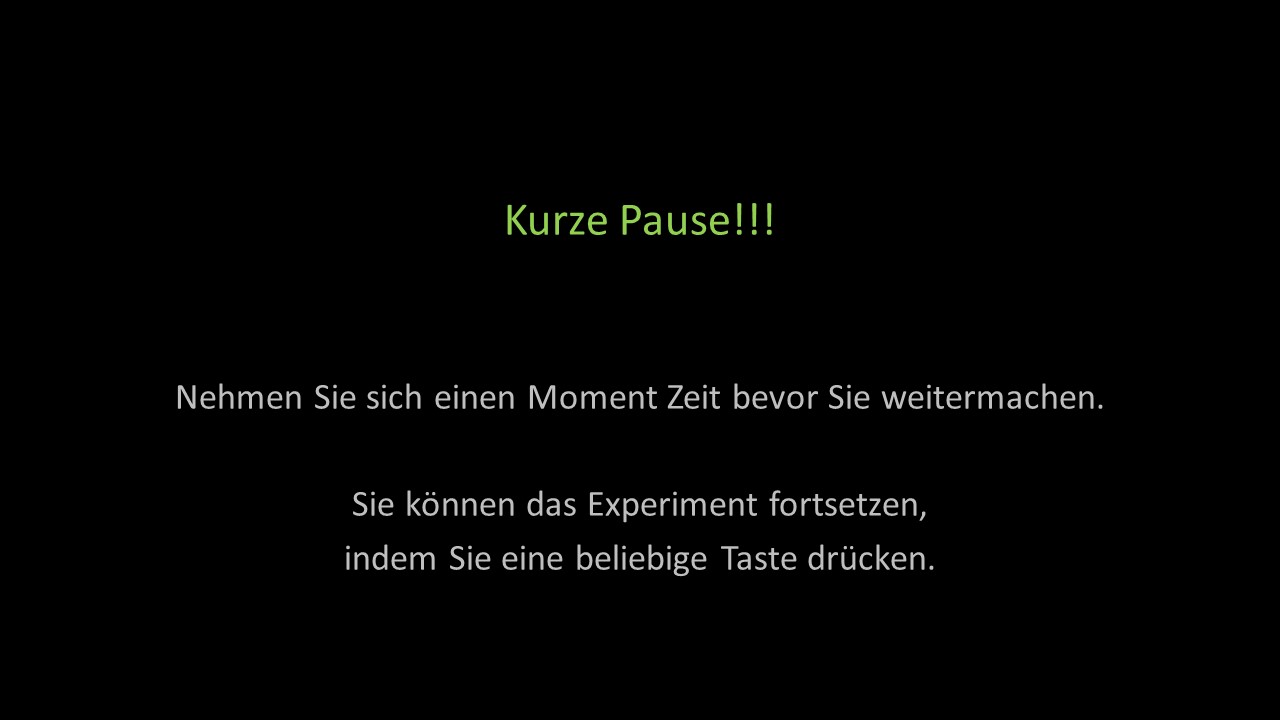 Kurze Pause!!!
Nehmen Sie sich einen Moment Zeit bevor Sie weitermachen.
Sie können das Experiment fortsetzen,
indem Sie eine beliebige Taste drücken.